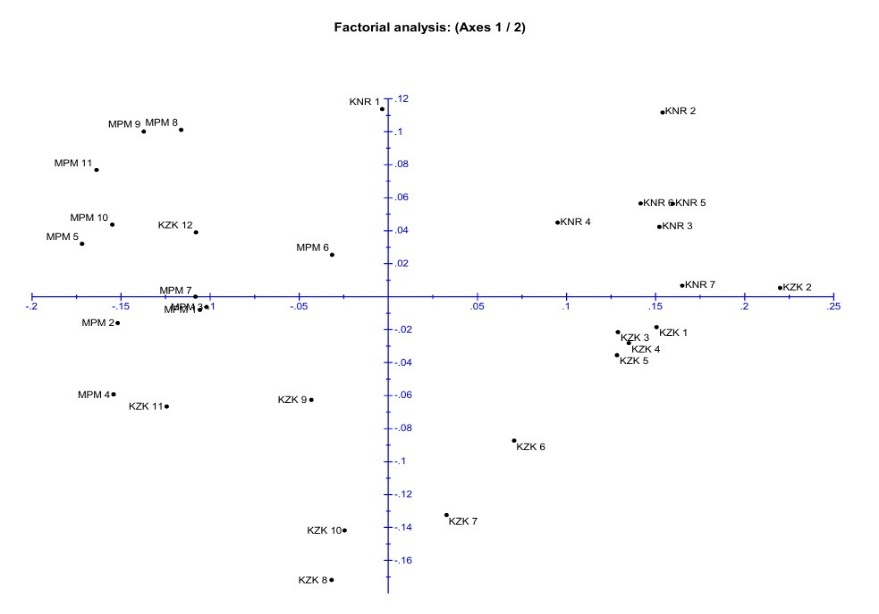 Factorial analysis: (Axes 1 / 2)
KNR 1
.12
KNR 2
MPM 9
MPM 8
.1
MPM 11
.08
.06
KNR 6
KNR 5
MPM 10
KZK 12
KNR 4
KNR 3
.04
MPM 5
MPM 6
.02
MPM 7
KNR 7
KZK 2
-.2
-.15
-.1
-.05
.05
.1
.15
.2
.25
MPM 3
MPM 1
MPM 2
-.02
KZK 1
KZK 3
KZK 4
-.04
KZK 5
MPM 4
-.06
KZK 11
KZK 9
-.08
KZK 6
-.1
-.12
KZK 7
KZK 10
-.14
-.16
KZK 8